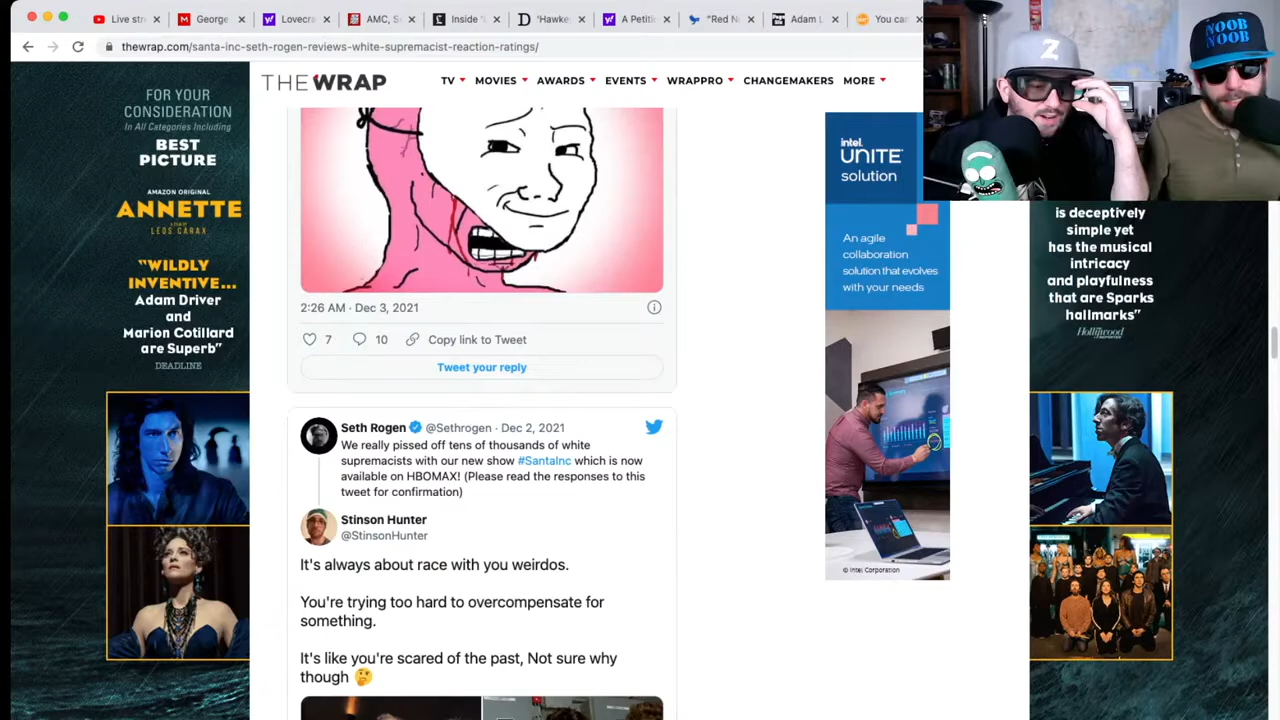 Live str
George
Lovecra
AMC, S
Inside '
'Hawke
A Petiti
"Red N
Adam L
You can
thewrap.com/santa-inc-seth-rogen-reviews-white-supremacist-reaction-ratings/
NOOB
NOOB
Z
THE WRAP
TV MOVIES AWARDS EVENTS WRAPPRO CHANGEMAKERS MORE
FOR YOUR
CONSIDERATION
In All Categories Including
BEST
PICTURE
AMAZON ORIGINAL
ANNETTE
LEOS CARAX
"WILDLY
INVENTIVE...
Adam Driver
and
Marion Cotillard
are Superb"
DEADLINE
2:26 AM · Dec 3, 2021
7 10 Copy link to Tweet
Tweet your reply
Seth Rogen @Sethrogen · Dec 2, 2021
We really pissed off tens of thousands of white
supremacists with our new show #SantaInc which is now
available on HBOMAX! (Please read the responses to this
tweet for confirmation)
Stinson Hunter
@StinsonHunter
It's always about race with you weirdos.
You're trying too hard to overcompensate for
something.
It's like you're scared of the past, Not sure why
though 🤔
intel.
UNITE
solution
An agile
collaboration
solution that evolves
with your needs
© Intel Corporation
is deceptively
simple yet
has the musical
intricacy
and playfulness
that are Sparks
hallmarks"
Hollywood
REPORTER